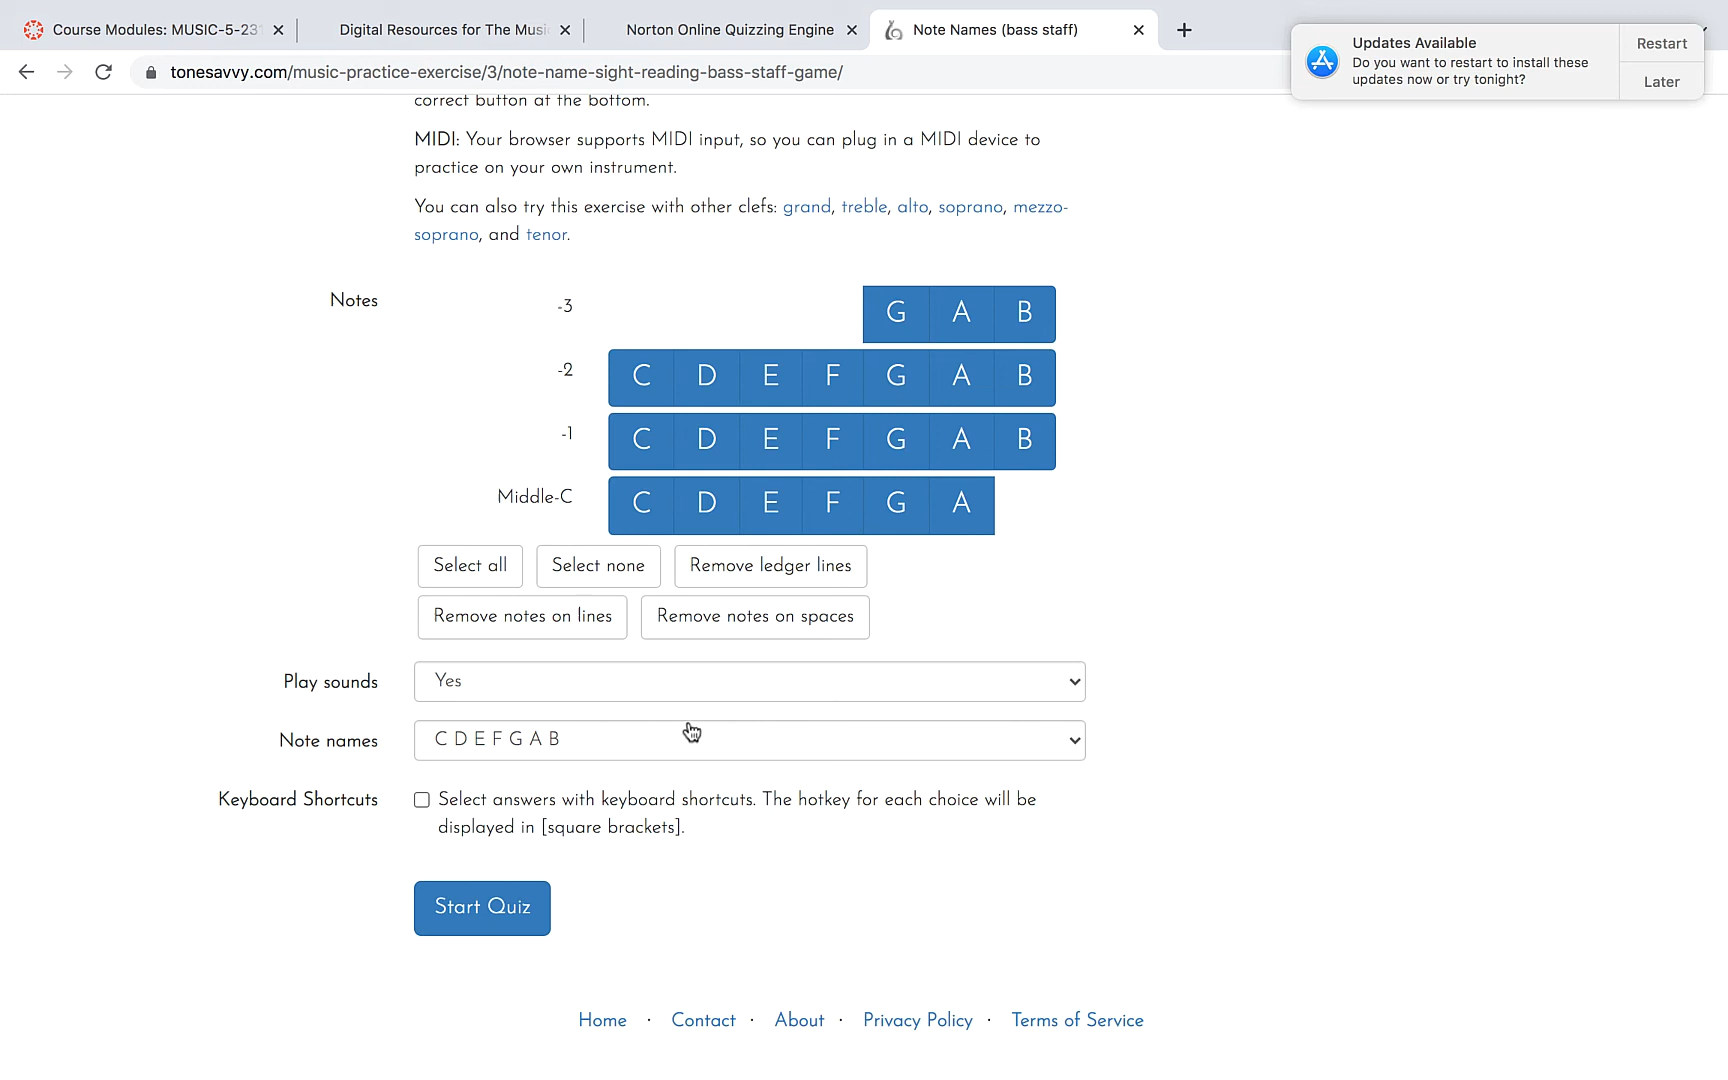 Course Modules: MUSIC-5-231
Digital Resources for The Musi
Norton Online Quizzing Engine
Note Names (bass staff)
tonesavvy.com/music-practice-exercise/3/note-name-sight-reading-bass-staff-game/
Updates Available
Do you want to restart to install these
updates now or try tonight?
Restart
Later
correct button at the bottom.
MIDI: Your browser supports MIDI input, so you can plug in a MIDI device to
practice on your own instrument.
You can also try this exercise with other clefs: grand, treble, alto, soprano, mezzo-
soprano, and tenor.
Notes
-3 G A B
-2 C D E F G A B
-1 C D E F G A B
Middle-C C D E F G A
Select all Select none Remove ledger lines
Remove notes on lines Remove notes on spaces
Play sounds Yes
Note names C D E F G A B
Keyboard Shortcuts Select answers with keyboard shortcuts. The hotkey for each choice will be
displayed in [square brackets].
Start Quiz
Home · Contact · About · Privacy Policy · Terms of Service